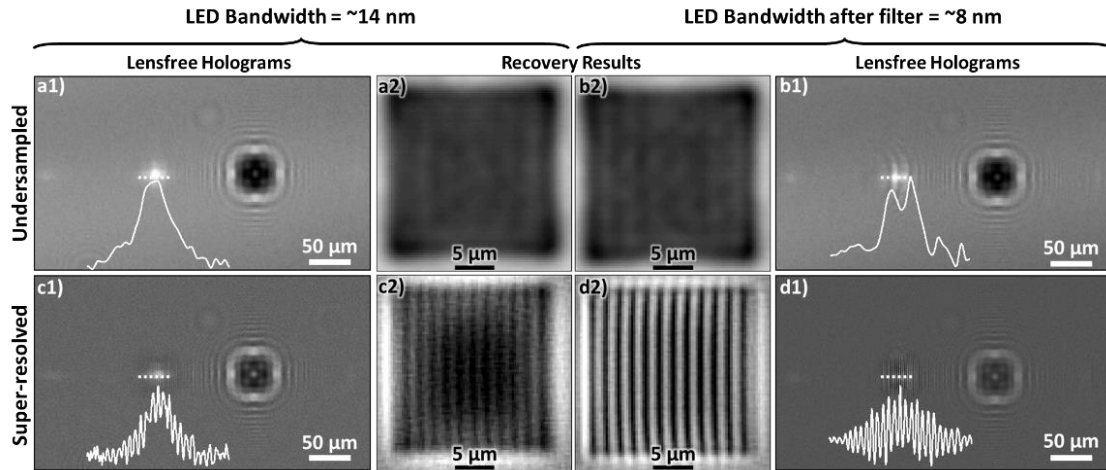 LED Bandwidth = ~14 nm
LED Bandwidth after filter = ~8 nm
Lensfree Holograms
Recovery Results
Lensfree Holograms
Undersampled
a1)
50 µm
a2)
5 µm
b2)
5 µm
b1)
50 µm
Super-resolved
c1)
50 µm
c2)
5 µm
d2)
5 µm
d1)
50 µm